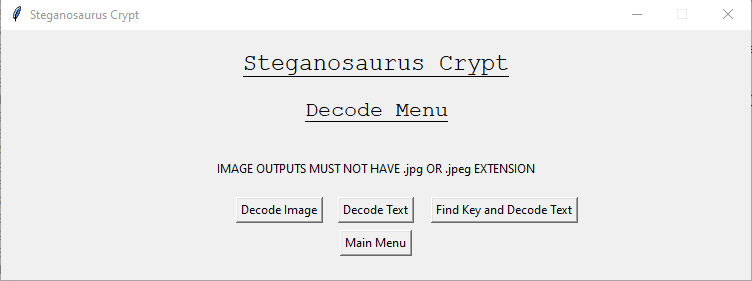 Steganosaurus Crypt
Steganosaurus Crypt
Decode Menu
IMAGE OUTPUTS MUST NOT HAVE .jpg OR .jpeg EXTENSION
Decode Image Decode Text Find Key and Decode Text
Main Menu